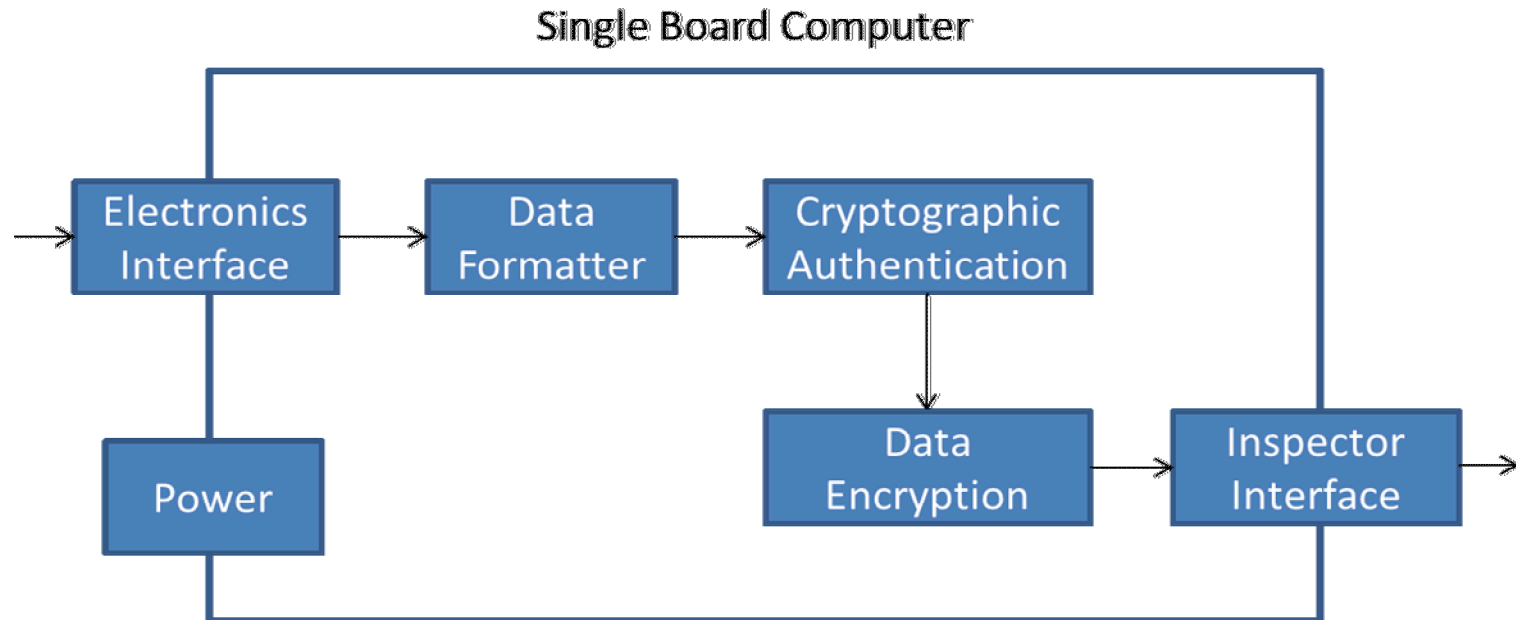 Single Board Computer
Electronics
Interface
Data
Formatter
Cryptographic
Authentication
Power
Data
Encryption
Inspector
Interface